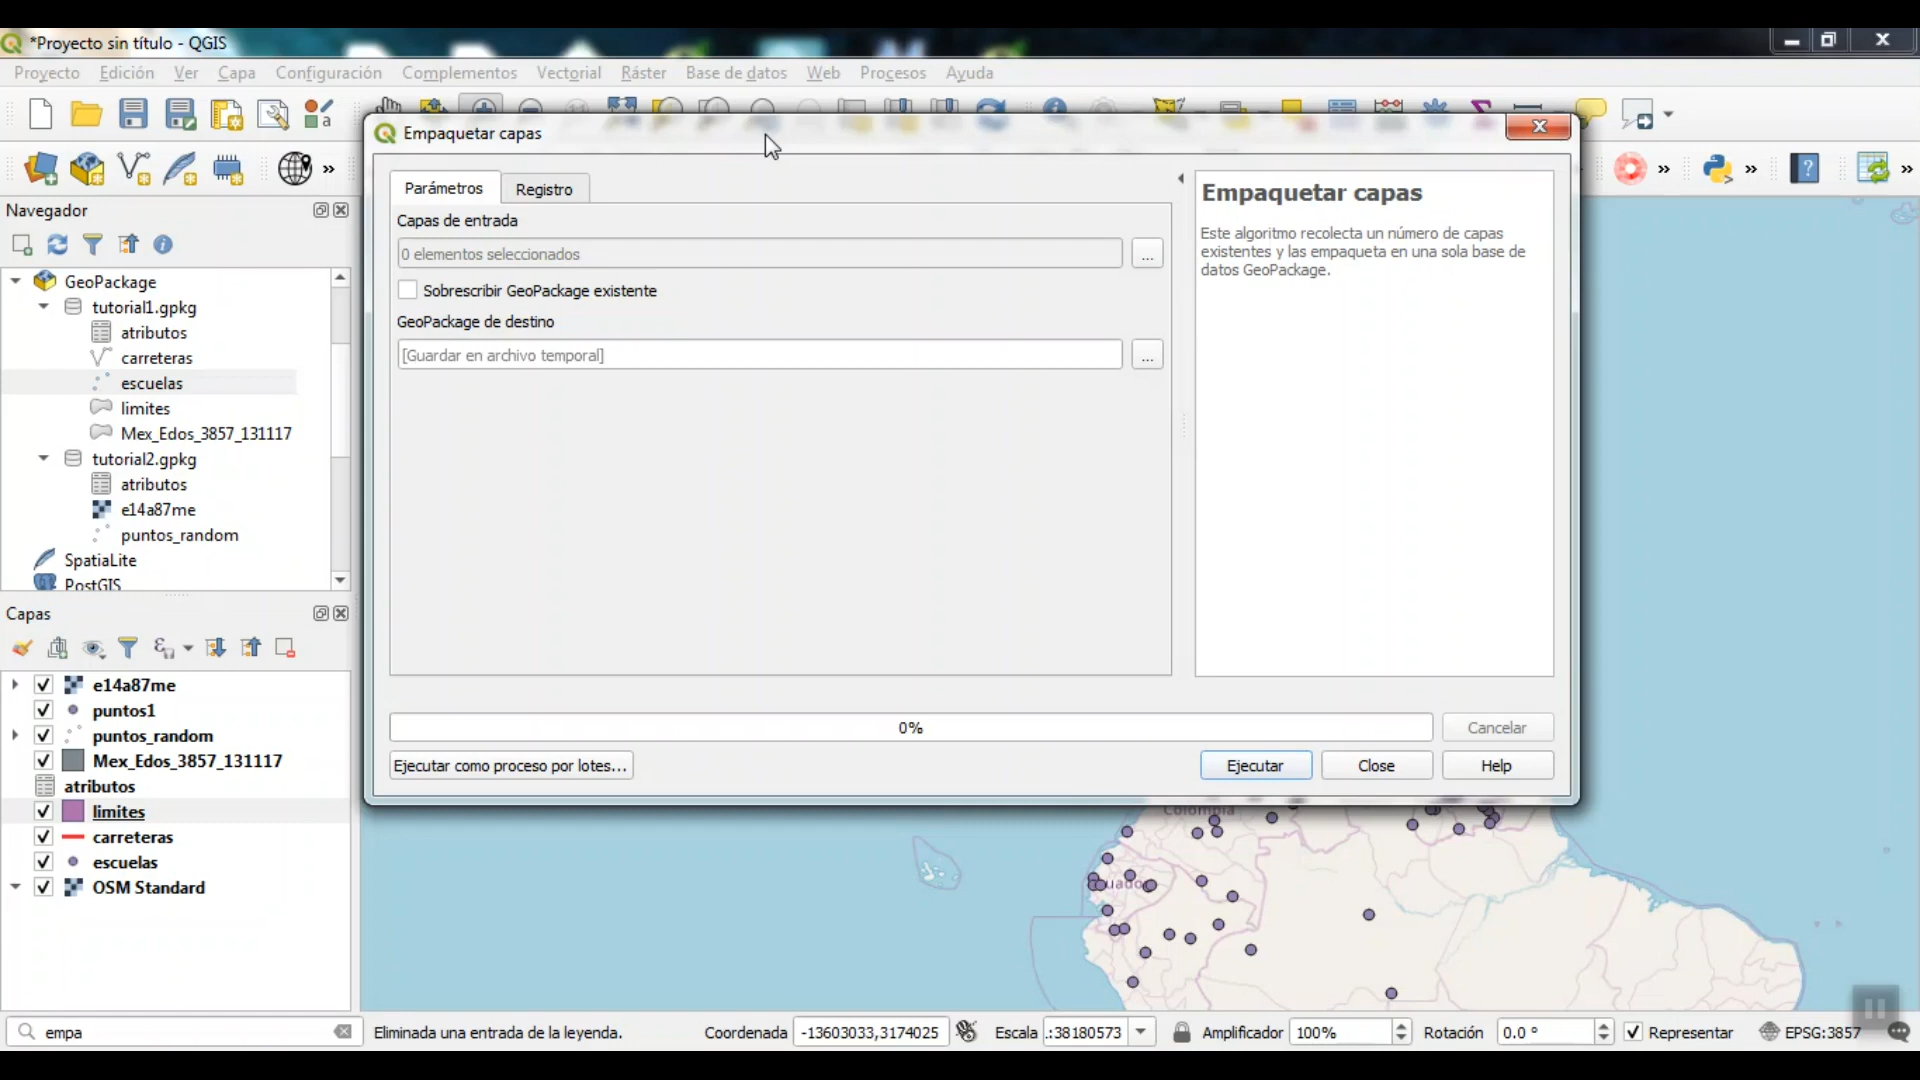 *Proyecto sin título - QGIS
Proyecto Edición Ver Capa Configuración Complementos Vectorial Ráster Base de datos Web Procesos Ayuda
Empaquetar capas
Navegador
GeoPackage
tutorial1.gpkg
atributos
carreteras
escuelas
limites
Mex_Edos_3857_131117
tutorial2.gpkg
atributos
e14a87me
puntos_random
SpatiaLite
PostGIS
Parámetros Registro
Capas de entrada
0 elementos seleccionados
...
Sobrescribir GeoPackage existente
GeoPackage de destino
[Guardar en archivo temporal]
...
Empaquetar capas
Este algoritmo recolecta un número de capas
existentes y las empaqueta en una sola base de
datos GeoPackage.
0%
Cancelar
Ejecutar como proceso por lotes...
Ejecutar
Close
Help
Capas
e14a87me
puntos1
puntos_random
Mex_Edos_3857_131117
atributos
limites
carreteras
escuelas
OSM Standard
Colombia
empa
Eliminada una entrada de la leyenda.
Coordenada -13603033,3174025
Escala .:38180573
Amplificador 100%
Rotación 0.0 °
Representar
EPSG:3857